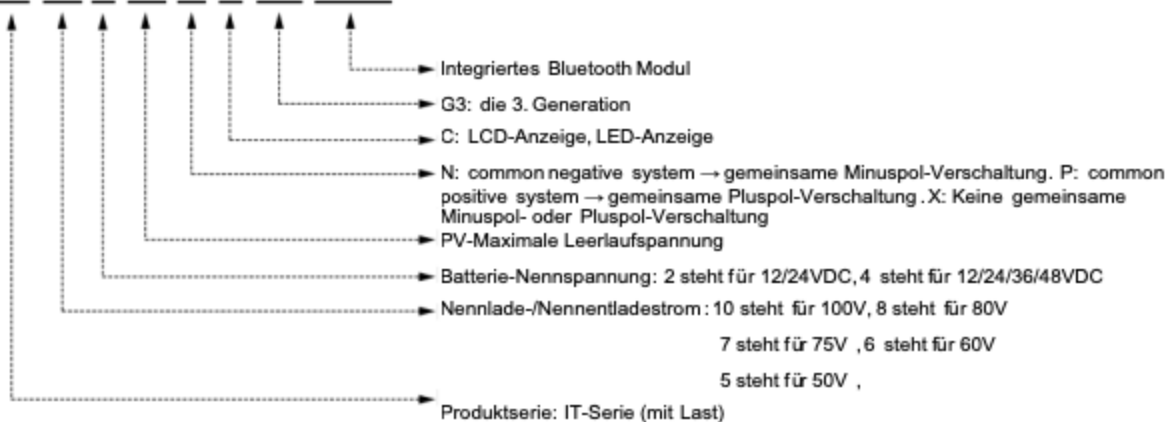 Integriertes Bluetooth Modul
G3: die 3. Generation
C: LCD-Anzeige, LED-Anzeige
N: common negative system → gemeinsame Minuspol-Verschaltung. P: common
positive system → gemeinsame Pluspol-Verschaltung . X: Keine gemeinsame
Minuspol- oder Pluspol-Verschaltung
PV-Maximale Leerlaufspannung
Batterie-Nennspannung: 2 steht für 12/24VDC, 4 steht für 12/24/36/48VDC
Nennlade-/Nennentladestrom : 10 steht für 100V, 8 steht für 80V
7 steht für 75V , 6 steht für 60V
5 steht für 50V ,
Produktserie: IT-Serie (mit Last)